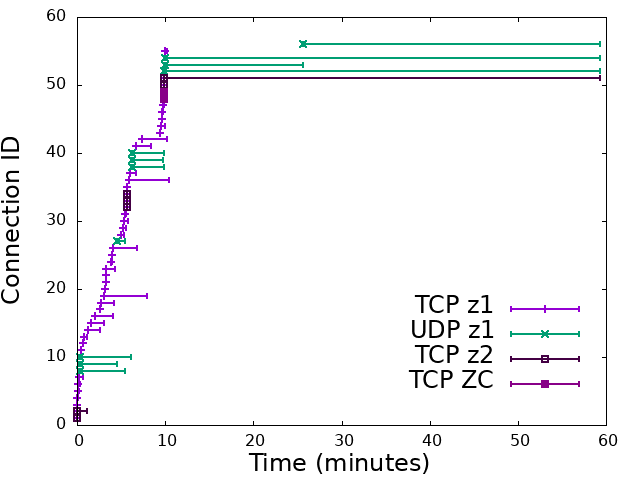 60
50
40
30
20
10
0
Connection ID
TCP z1
UDP z1
TCP z2
TCP ZC
0 10 20 30 40 50 60
Time (minutes)